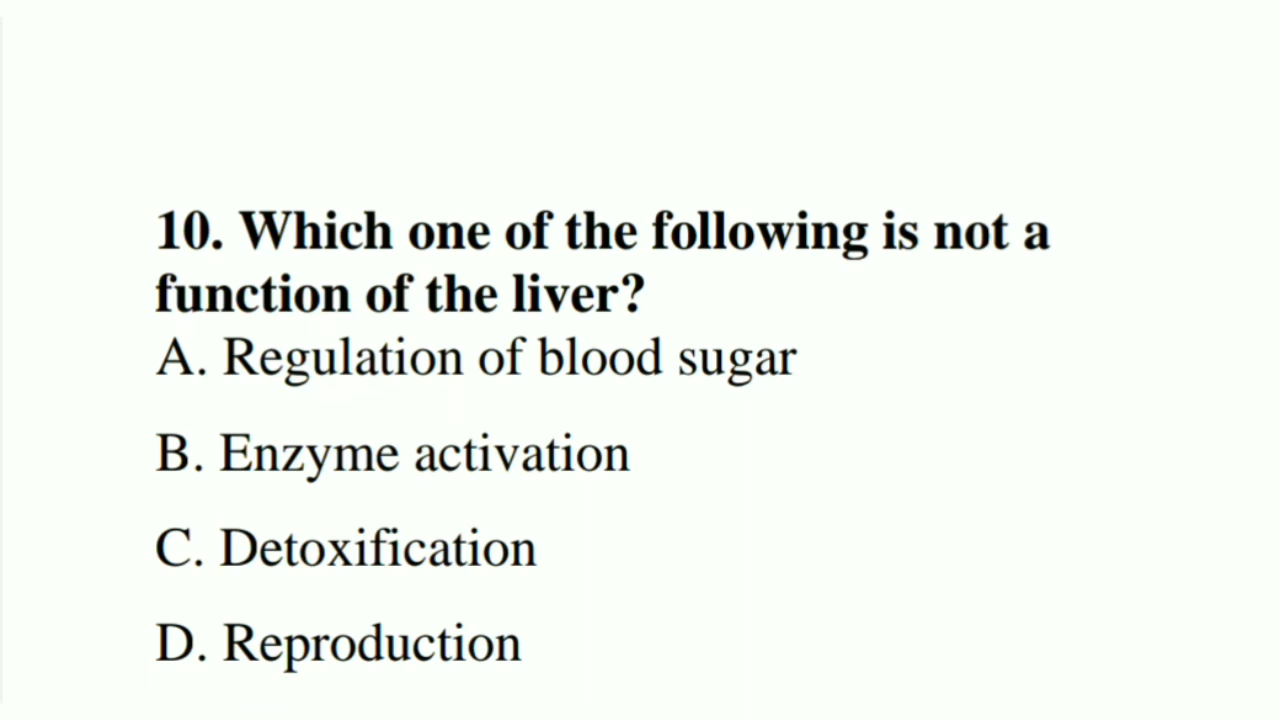 10. Which one of the following is not a
function of the liver?
A. Regulation of blood sugar
B. Enzyme activation
C. Detoxification
D. Reproduction